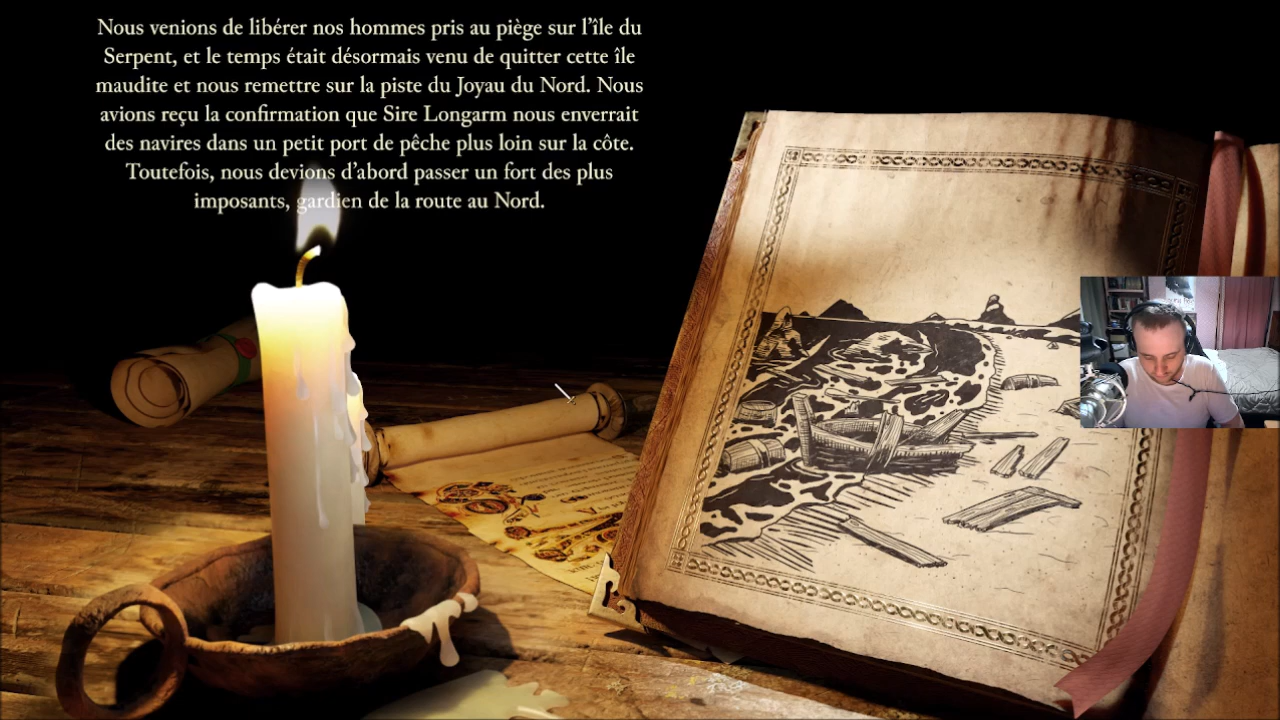 Nous venions de libérer nos hommes pris au piège sur l'île du
Serpent, et le temps était désormais venu de quitter cette île
maudite et nous remettre sur la piste du Joyau du Nord. Nous
avions reçu la confirmation que Sire Longarm nous enverrait
des navires dans un petit port de pêche plus loin sur la côte.
Toutefois, nous devions d'abord passer un fort des plus
imposants, gardien de la route au Nord.